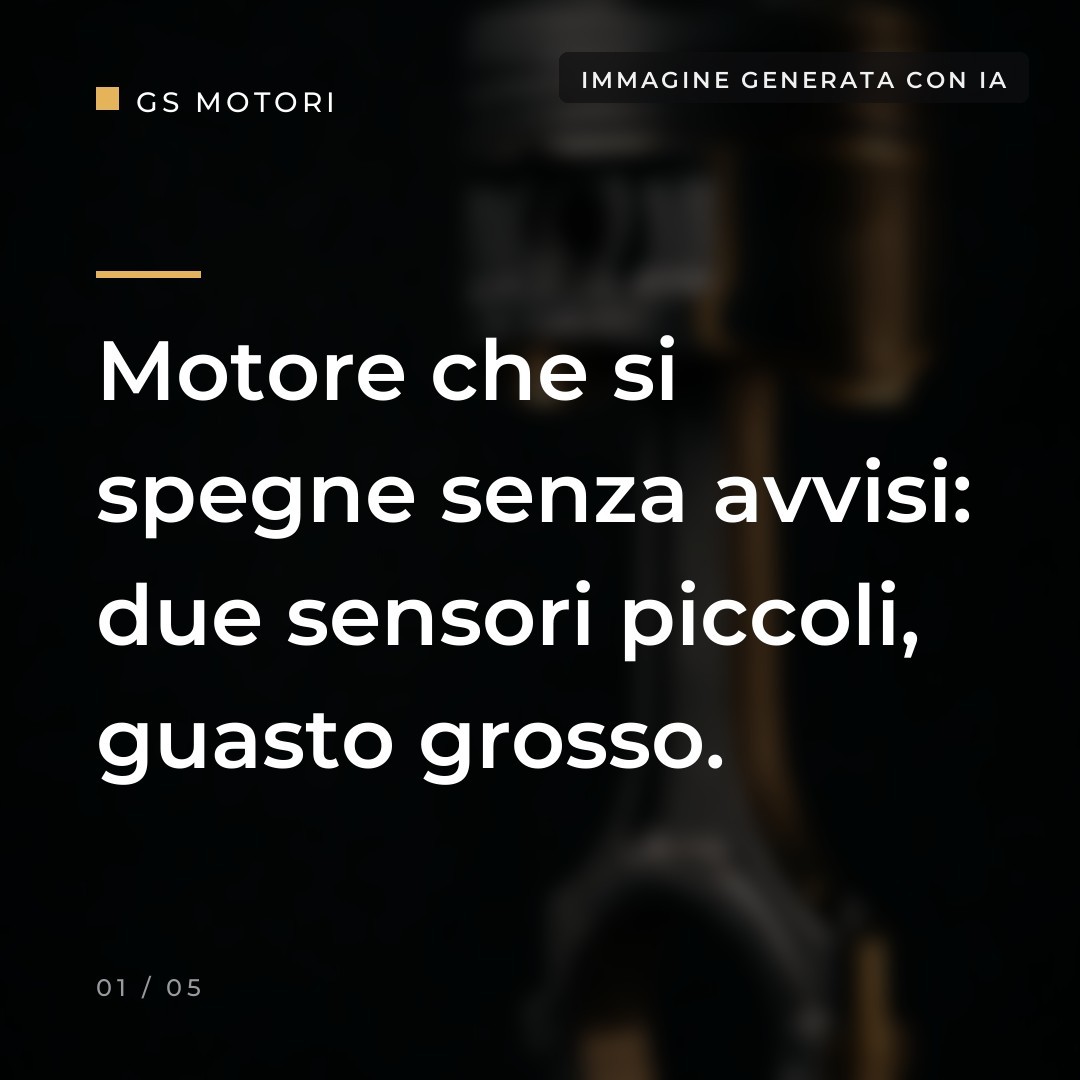 GS MOTORI
IMMAGINE GENERATA CON IA
Motore che si
spegne senza avvisi:
due sensori piccoli,
guasto grosso.
01 / 05